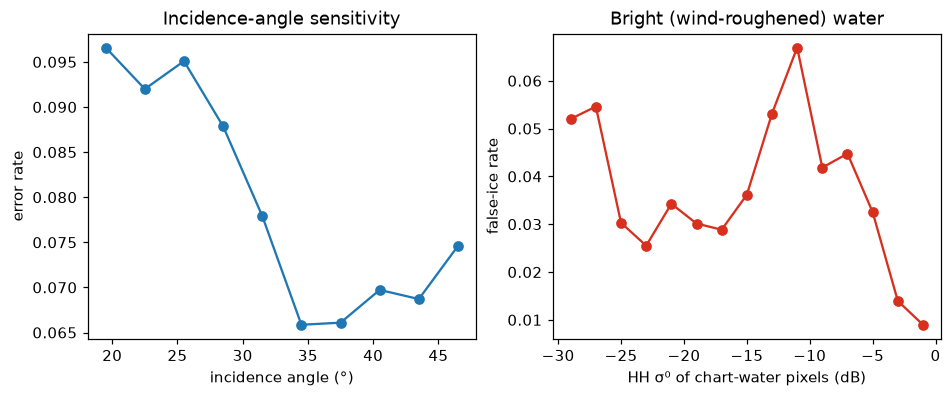 Incidence-angle sensitivity
error rate
0.095
0.090
0.085
0.080
0.075
0.070
0.065
20 25 30 35 40 45
incidence angle (°)
Bright (wind-roughened) water
false-ice rate
0.06
0.05
0.04
0.03
0.02
0.01
−30 −25 −20 −15 −10 −5 0
HH σ⁰ of chart-water pixels (dB)